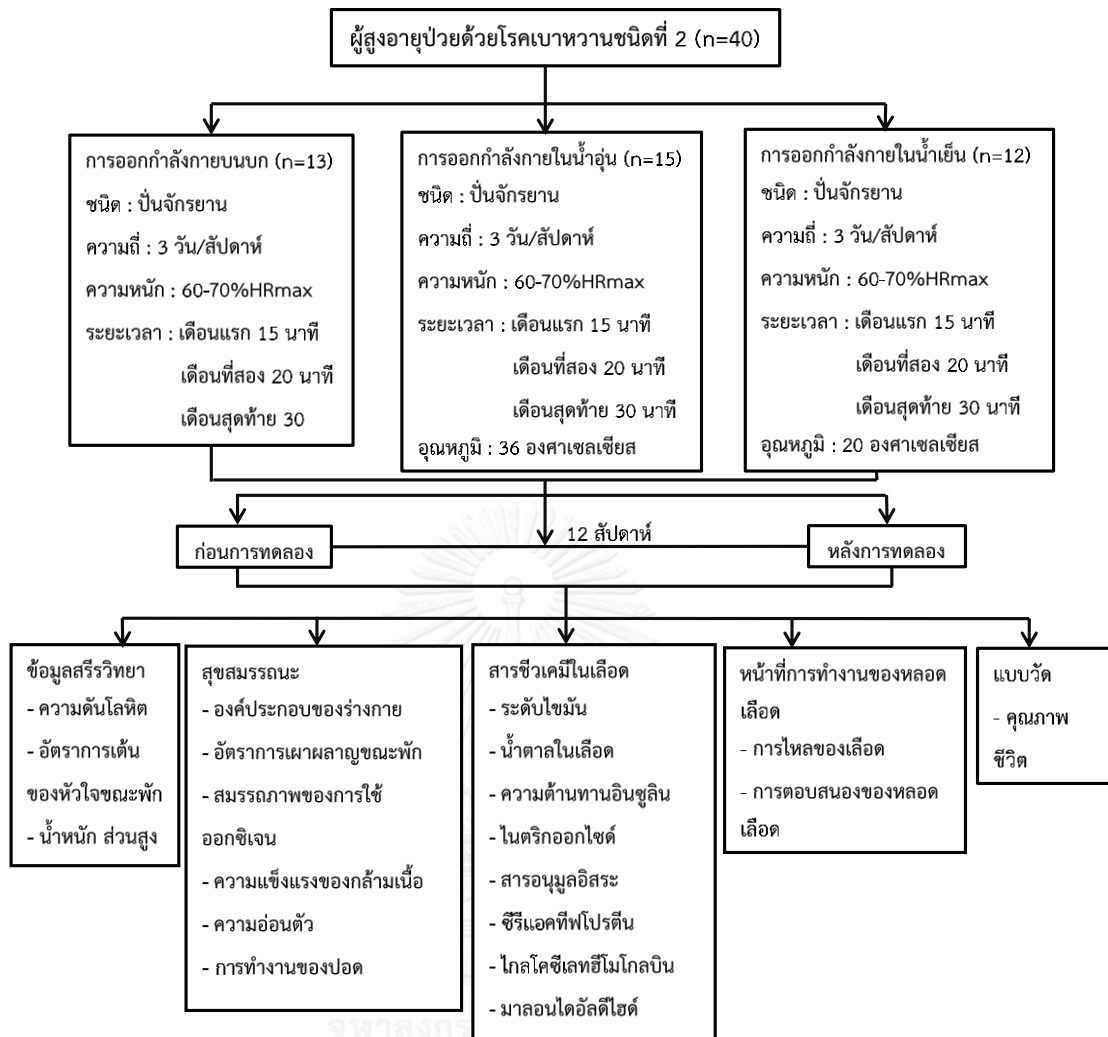 ผู้สูงอายุป่วยด้วยโรคเบาหวานชนิดที่ 2 (n=40)
การออกกำลังกายบนบก (n=13)
ชนิด : ปั่นจักรยาน
ความถี่ : 3 วัน/สัปดาห์
ความหนัก : 60-70%HRmax
ระยะเวลา : เดือนแรก 15 นาที
เดือนที่สอง 20 นาที
เดือนสุดท้าย 30
การออกกำลังกายในน้ำอุ่น (n=15)
ชนิด : ปั่นจักรยาน
ความถี่ : 3 วัน/สัปดาห์
ความหนัก : 60-70%HRmax
ระยะเวลา : เดือนแรก 15 นาที
เดือนที่สอง 20 นาที
เดือนสุดท้าย 30 นาที
อุณหภูมิ : 36 องศาเซลเซียส
การออกกำลังกายในน้ำเย็น (n=12)
ชนิด : ปั่นจักรยาน
ความถี่ : 3 วัน/สัปดาห์
ความหนัก : 60-70%HRmax
ระยะเวลา : เดือนแรก 15 นาที
เดือนที่สอง 20 นาที
เดือนสุดท้าย 30 นาที
อุณหภูมิ : 20 องศาเซลเซียส
ก่อนการทดลอง
12 สัปดาห์
หลังการทดลอง
ข้อมูลสรีรวิทยา
- ความดันโลหิต
- อัตราการเต้น
ของหัวใจขณะพัก
- น้ำหนัก ส่วนสูง
สุขสมรรถนะ
- องค์ประกอบของร่างกาย
- อัตราการเผาผลาญขณะพัก
- สมรรถภาพของการใช้
ออกซิเจน
- ความแข็งแรงของกล้ามเนื้อ
- ความอ่อนตัว
- การทำงานของปอด
สารชีวเคมีในเลือด
- ระดับไขมัน
- น้ำตาลในเลือด
- ความต้านทานอินซูลิน
- ไนตริกออกไซด์
- สารอนุมูลอิสระ
- ซีรีแอคทีฟโปรตีน
- ไกลโคซีเลทฮีโมโกลบิน
- มาลอนไดอัลดีไฮด์
หน้าที่การทำงานของหลอด
เลือด
- การไหลของเลือด
- การตอบสนองของหลอด
เลือด
แบบวัด
- คุณภาพ
ชีวิต